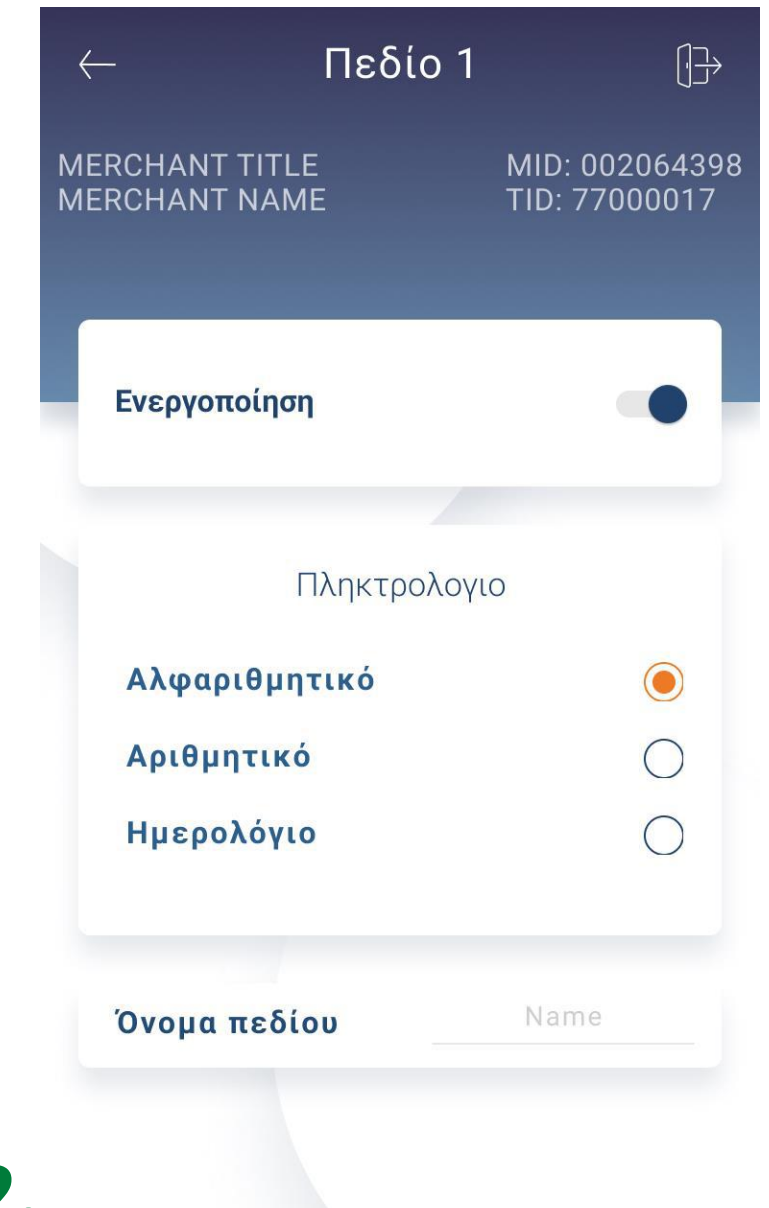 Πεδίο 1
MERCHANT TITLE
MERCHANT NAME
MID: 002064398
TID: 77000017
Ενεργοποίηση
Πληκτρολογιο
Αλφαριθμητικό
Αριθμητικό
Ημερολόγιο
Όνομα πεδίου
Name